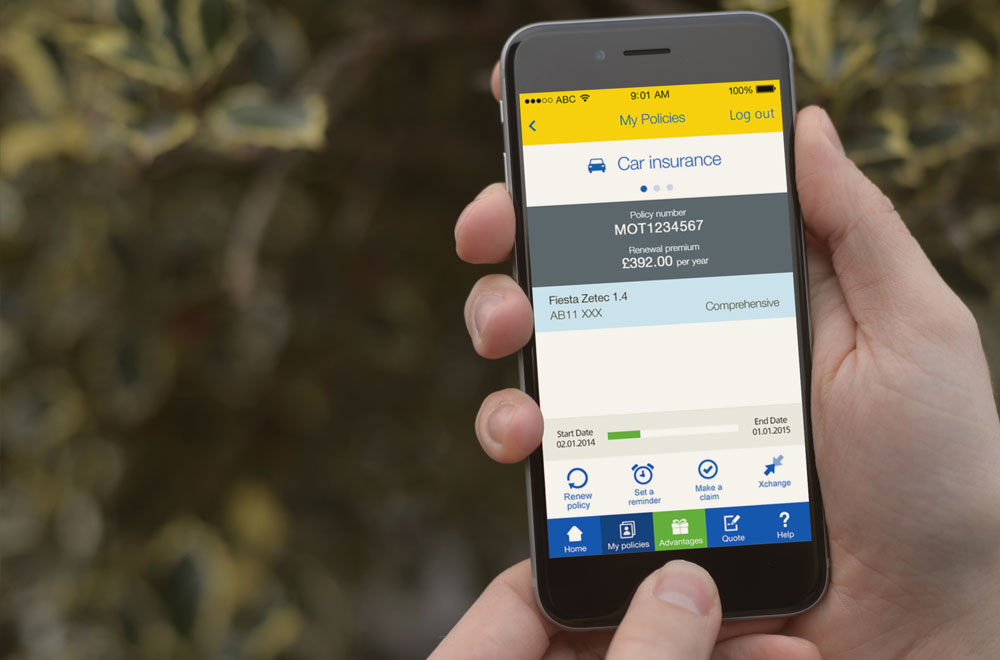 ABC
9:01 AM
100%
My Policies
Log out
Car insurance
Policy number
MOT1234567
Renewal premium
£392.00 per year
Fiesta Zetec 1.4
AB11 XXX
Comprehensive
Start Date
02.01.2014
End Date
01.01.2015
Renew
policy
Set a
reminder
Make a
claim
Xchange
Home
My policies
Advantages
Quote
Help